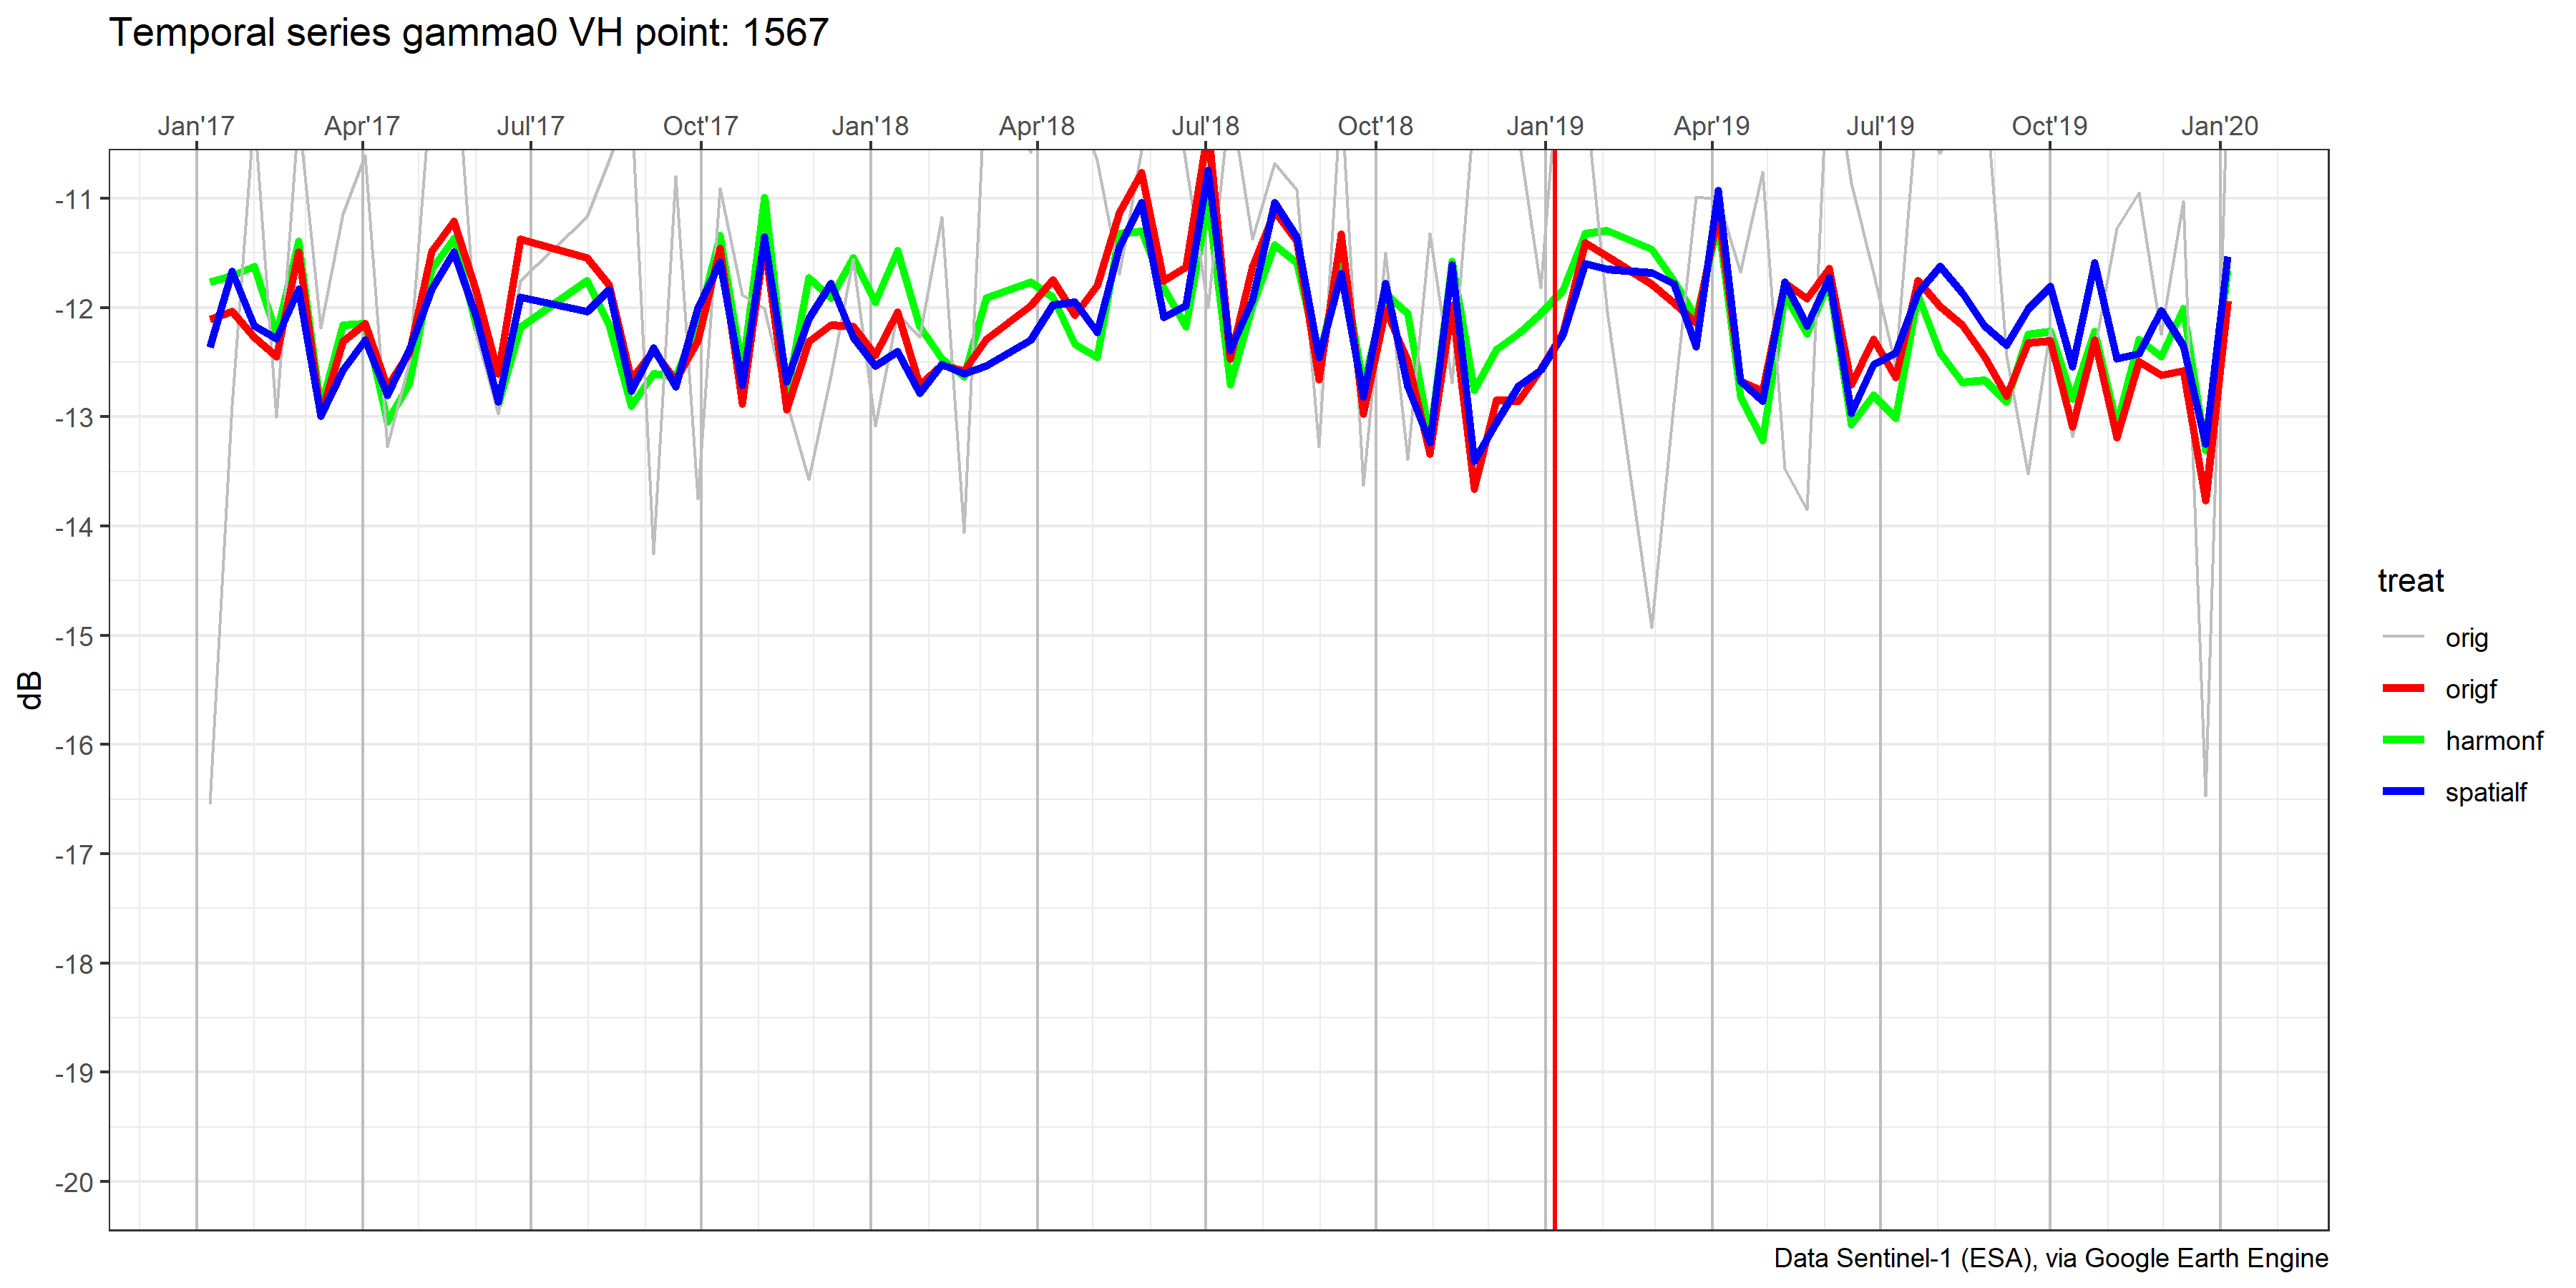 Temporal series gamma0 VH point: 1567
Jan'17 Apr'17 Jul'17 Oct'17 Jan'18 Apr'18 Jul'18 Oct'18 Jan'19 Apr'19 Jul'19 Oct'19 Jan'20
-11
-12
-13
-14
-15
-16
-17
-18
-19
-20
dB
treat
orig
origf
harmonf
spatialf
Data Sentinel-1 (ESA), via Google Earth Engine